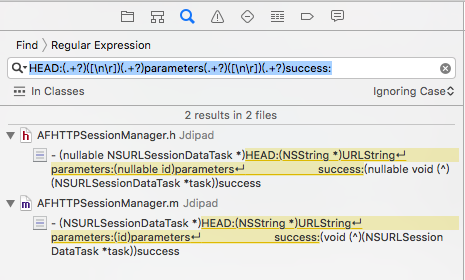 Find 〉 Regular Expression
HEAD:(.+?)([\n\r])(.+?)parameters(.+?)([\n\r])(.+?)success:
In Classes Ignoring Case
2 results in 2 files
h AFHTTPSessionManager.h Jdipad
- (nullable NSURLSessionDataTask *)HEAD:(NSString *)URLString↵
parameters:(nullable id)parameters↵ success:(nullable void (^)
(NSURLSessionDataTask *task))success
m AFHTTPSessionManager.m Jdipad
- (NSURLSessionDataTask *)HEAD:(NSString *)URLString↵
parameters:(id)parameters↵ success:(void (^)(NSURLSession
DataTask *task))success